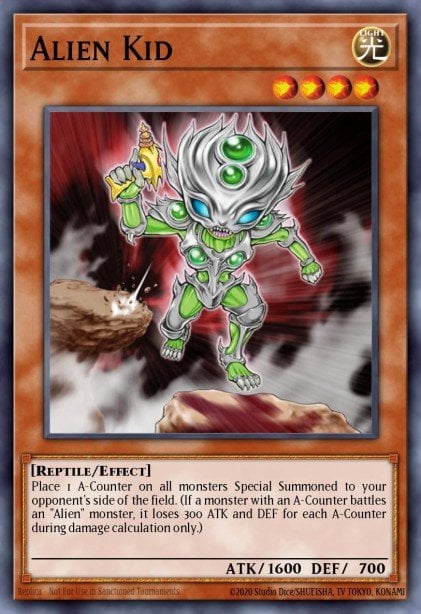 Alien Kid
LIGHT
光
[Reptile/Effect]
Place 1 A-Counter on all monsters Special Summoned to your
opponent's side of the field. (If a monster with an A-Counter battles
an "Alien" monster, it loses 300 ATK and DEF for each A-Counter
during damage calculation only.)
ATK/1600 DEF/ 700
Replica - Not For Use in Sanctioned Tournaments
©2020 Studio Dice/SHUEISHA, TV TOKYO, KONAMI